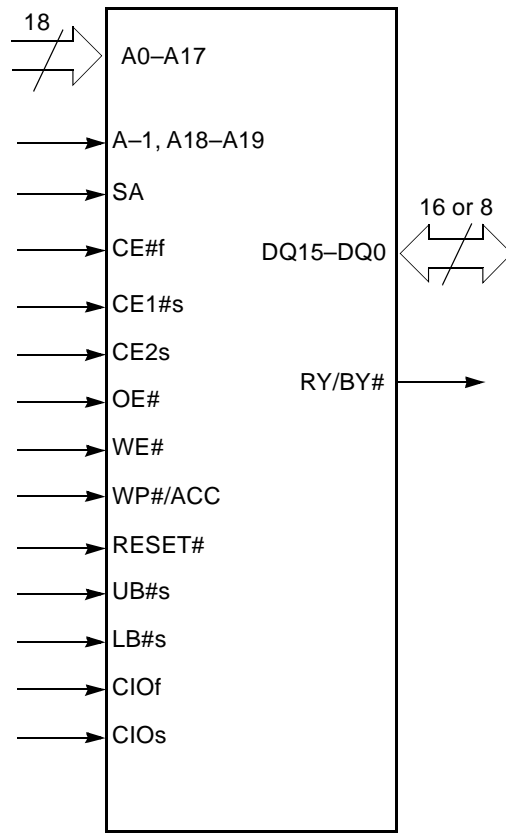 18
A0–A17
A–1, A18–A19
SA
CE#f
CE1#s
CE2s
OE#
WE#
WP#/ACC
RESET#
UB#s
LB#s
CIOf
CIOs
16 or 8
DQ15–DQ0
RY/BY#